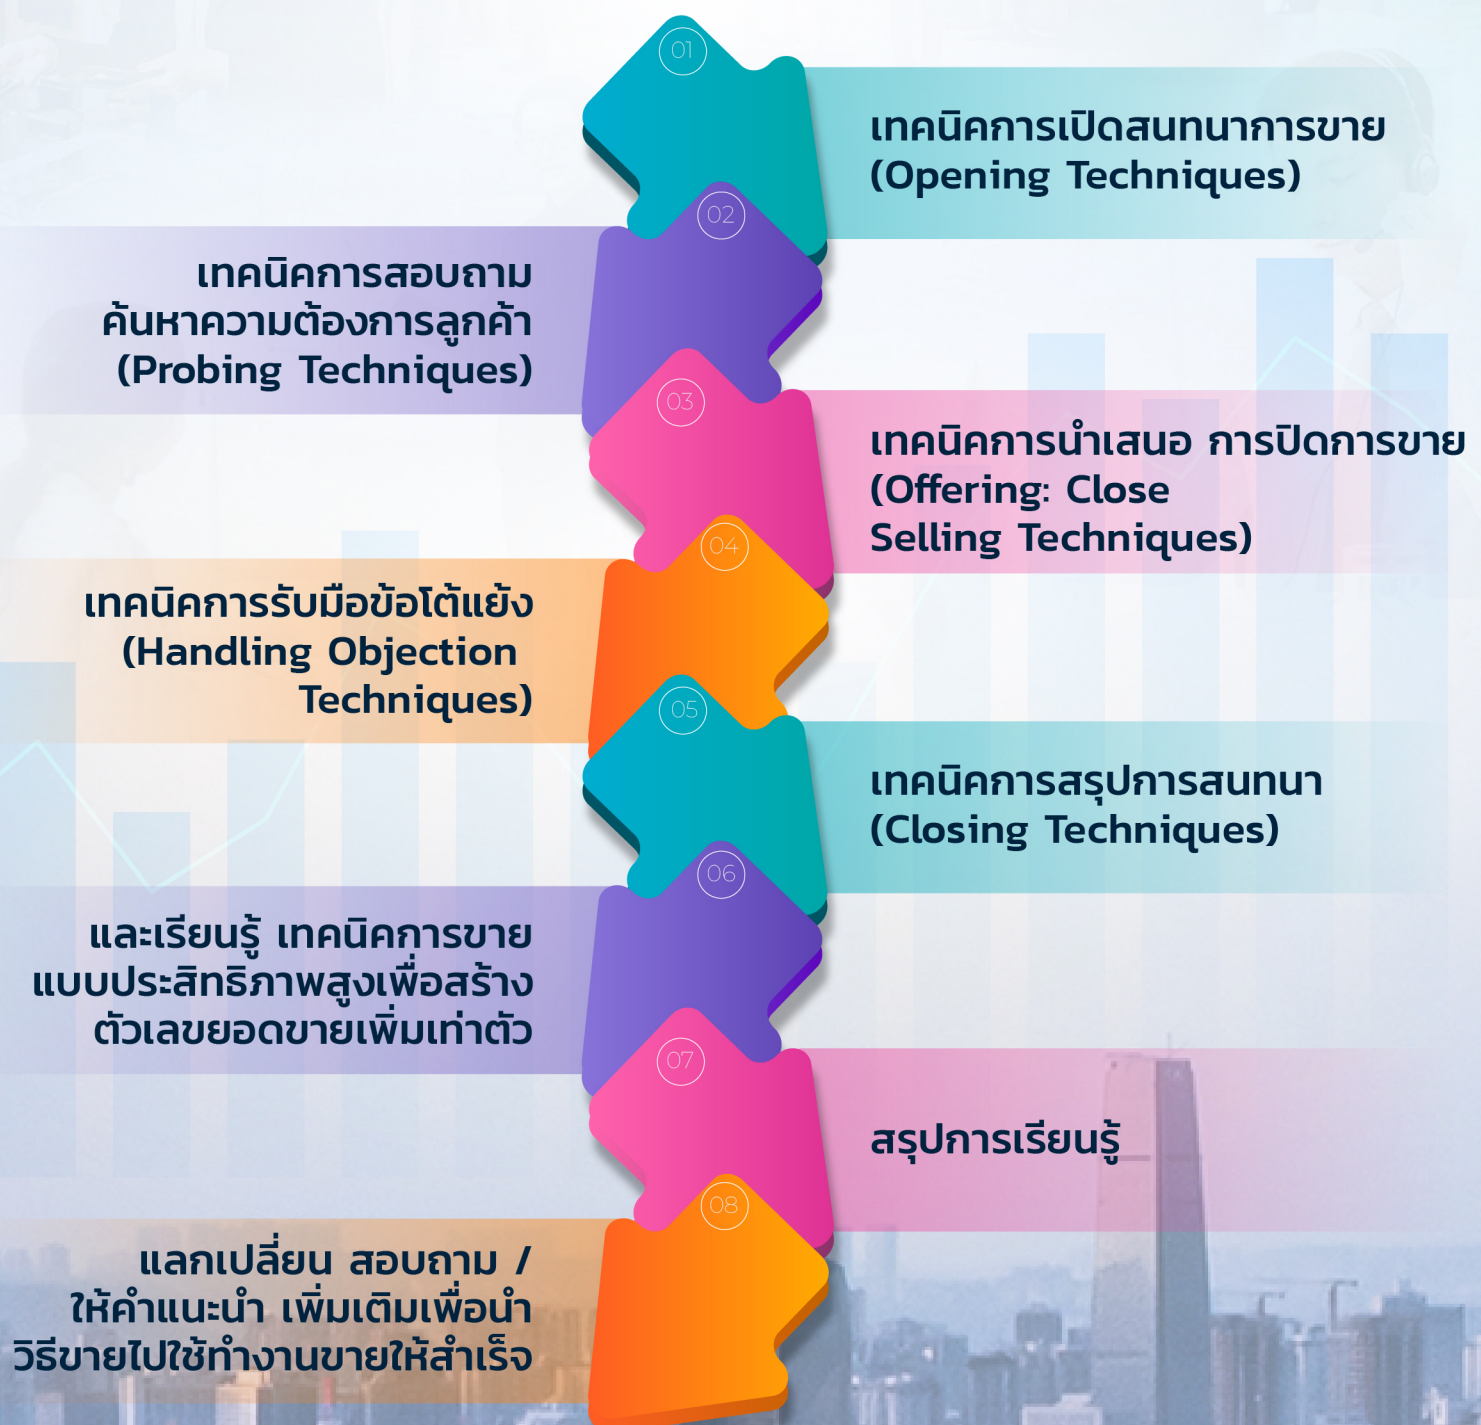 01
เทคนิคการเปิดสนทนาการขาย
(Opening Techniques)
02
เทคนิคการสอบถาม
ค้นหาความต้องการลูกค้า
(Probing Techniques)
03
เทคนิคการนำเสนอ การปิดการขาย
(Offering: Close
Selling Techniques)
04
เทคนิคการรับมือข้อโต้แย้ง
(Handling Objection
Techniques)
05
เทคนิคการสรุปการสนทนา
(Closing Techniques)
06
และเรียนรู้ เทคนิคการขาย
แบบประสิทธิภาพสูงเพื่อสร้าง
ตัวเลขยอดขายเพิ่มเท่าตัว
07
สรุปการเรียนรู้
08
แลกเปลี่ยน สอบถาม /
ให้คำแนะนำ เพิ่มเติมเพื่อนำ
วิธีขายไปใช้ทำงานขายให้สำเร็จ